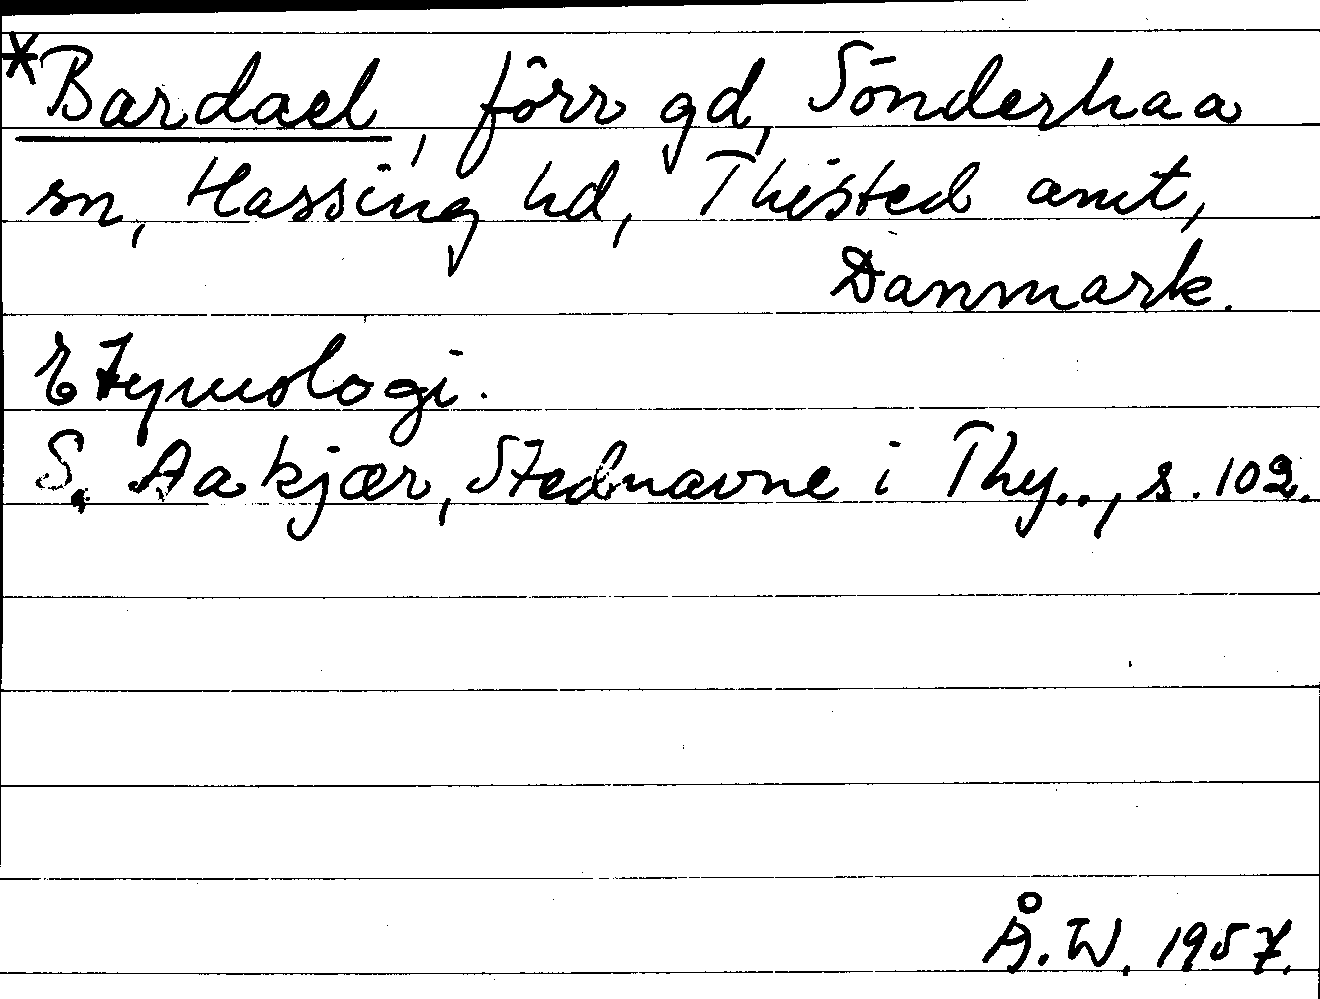 *Bardael, förr gd, Sönderhaa
sn, Hassing hd, Thisted amt,
Danmark.
Etymologi.
S. Aakjær, Stednavne i Thy.., s. 102.
Å.W. 1957.